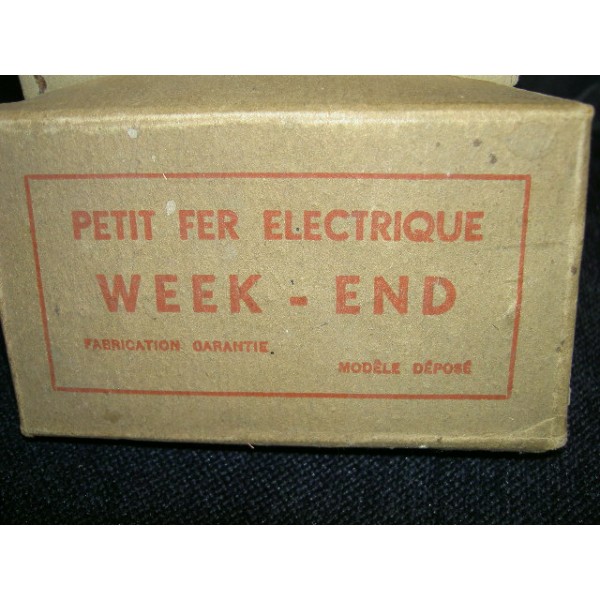 PETIT FER ELECTRIQUE
WEEK - END
FABRICATION GARANTIE
MODÈLE DÉPOSÉ